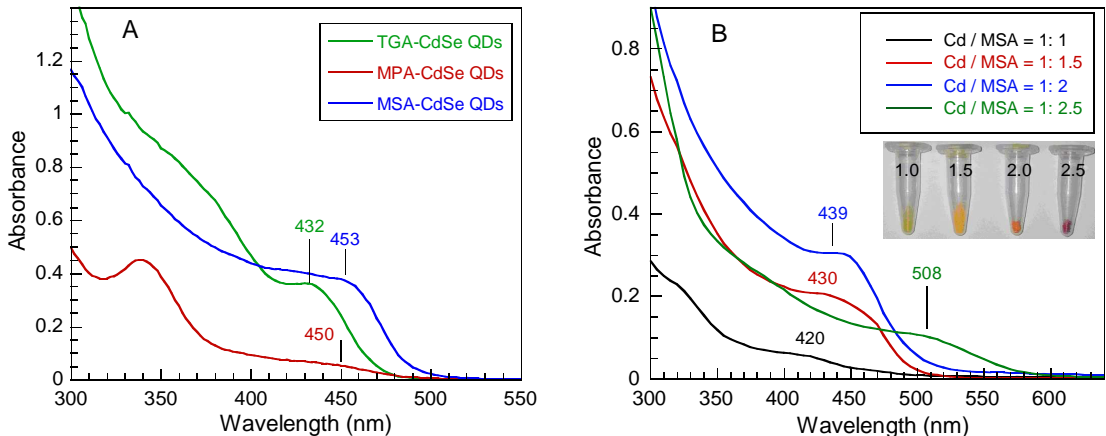 A
TGA-CdSe QDs
MPA-CdSe QDs
MSA-CdSe QDs
432
453
450
Absorbance
1.2
1
0.8
0.6
0.4
0.2
0
300
350
400
450
500
550
Wavelength (nm)
B
Cd / MSA = 1: 1
Cd / MSA = 1: 1.5
Cd / MSA = 1: 2
Cd / MSA = 1: 2.5
1.0
1.5
2.0
2.5
439
430
508
420
Absorbance
0.8
0.6
0.4
0.2
0
300
350
400
450
500
550
600
Wavelength (nm)